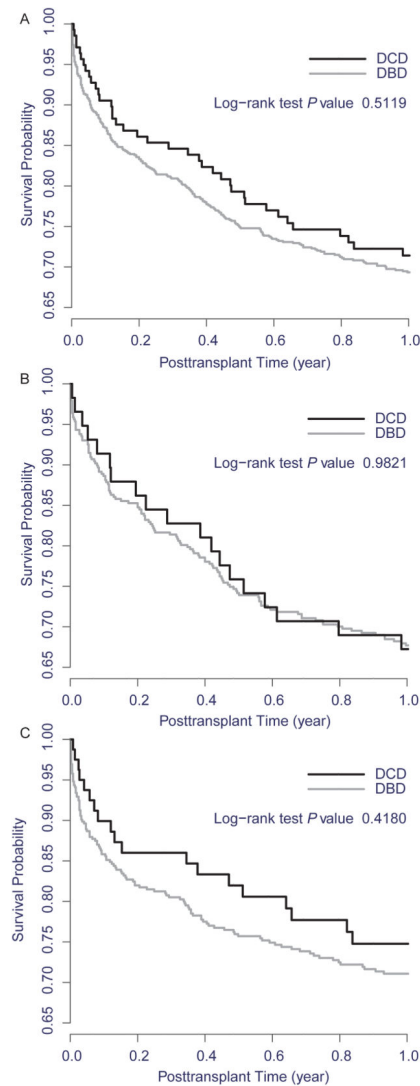 A
1.00
0.95
0.90
0.85
0.80
0.75
0.70
0.65
Survival Probability
DCD
DBD
Log-rank test P value 0.5119
0.0 0.2 0.4 0.6 0.8 1.0
Posttransplant Time (year)
B
1.00
0.95
0.90
0.85
0.80
0.75
0.70
0.65
Survival Probability
DCD
DBD
Log-rank test P value 0.9821
0.0 0.2 0.4 0.6 0.8 1.0
Posttransplant Time (year)
C
1.00
0.95
0.90
0.85
0.80
0.75
0.70
0.65
Survival Probability
DCD
DBD
Log-rank test P value 0.4180
0.0 0.2 0.4 0.6 0.8 1.0
Posttransplant Time (year)